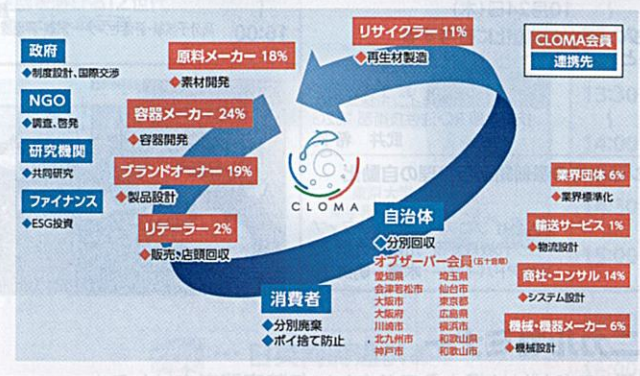 リサイクラー 11%
◆再生材製造
CLOMA会員
連携先
政府
◆制度設計、国際交渉
原料メーカー 18%
◆素材開発
NGO
◆調査、啓発
容器メーカー 24%
◆容器開発
研究機関
◆共同研究
ブランドオーナー 19%
◆製品設計
ファイナンス
◆ESG投資
リテーラー 2%
◆販売、店頭回収
CLOMA
業界団体 6%
◆業界標準化
輸送サービス 1%
◆物流設計
商社・コンサル 14%
◆システム設計
機械・機器メーカー 6%
◆機械設計
自治体
◆分別回収
オブザーバー会員(五十音順)
愛知県 埼玉県
会津若松市 仙台市
大阪市 東京都
大阪府 広島県
川崎市 横浜市
北九州市 和歌山県
神戸市 和歌山市
消費者
◆分別廃棄
◆ポイ捨て防止